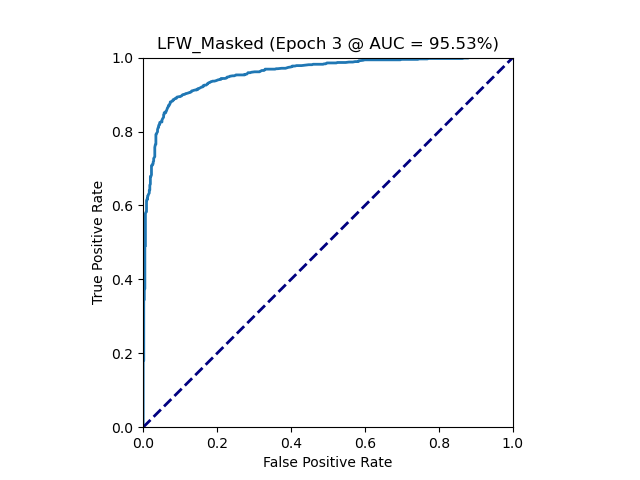 LFW_Masked (Epoch 3 @ AUC = 95.53%)
1.0
0.8
0.6
0.4
0.2
0.0
True Positive Rate
0.0 0.2 0.4 0.6 0.8 1.0
False Positive Rate